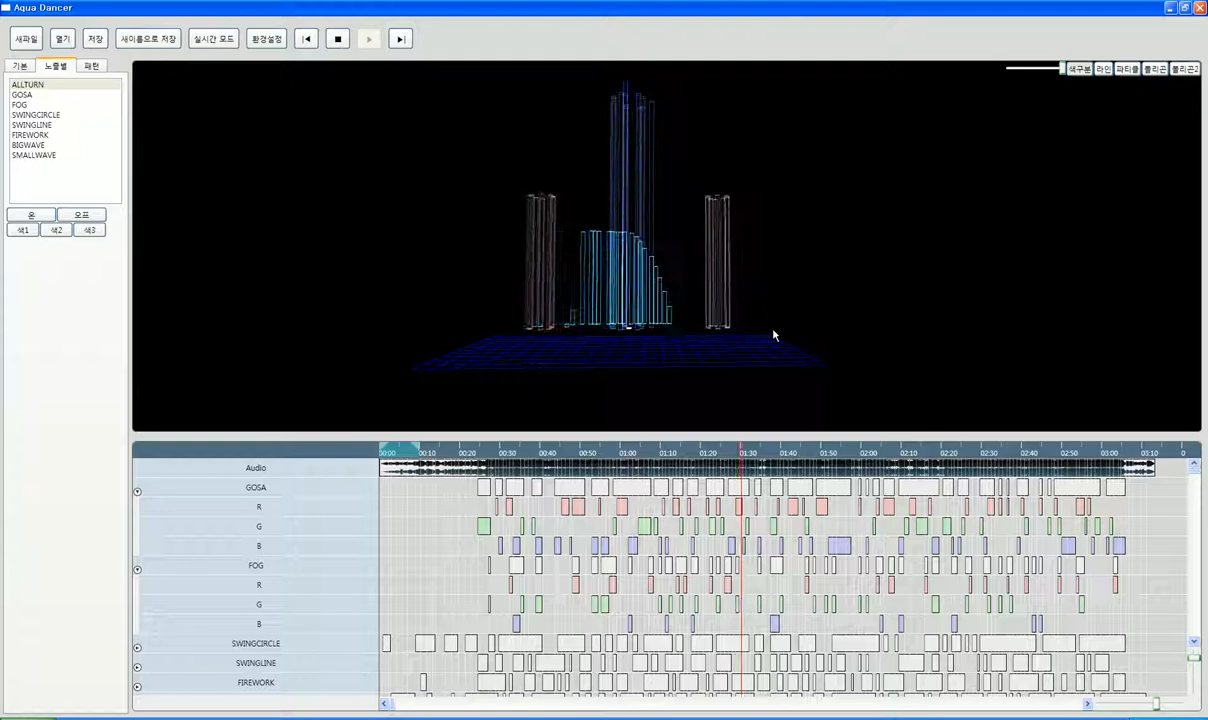 Aqua Dancer
새파일 열기 저장 새이름으로 저장 실시간 모드 환경설정
기본 노즐별 패턴
색구분 라인 파티클 폴리곤 폴리곤2
ALLTURN
GOSA
FOG
SWINGCIRCLE
SWINGLINE
FIREWORK
BIGWAVE
SMALLWAVE
온 오프
색1 색2 색3
00:00 00:10 00:20 00:30 00:40 00:50 01:00 01:10 01:20 01:30 01:40 01:50 02:00 02:10 02:20 02:30 02:40 02:50 03:00 03:10 0
Audio
GOSA
R
G
B
FOG
R
G
B
SWINGCIRCLE
SWINGLINE
FIREWORK